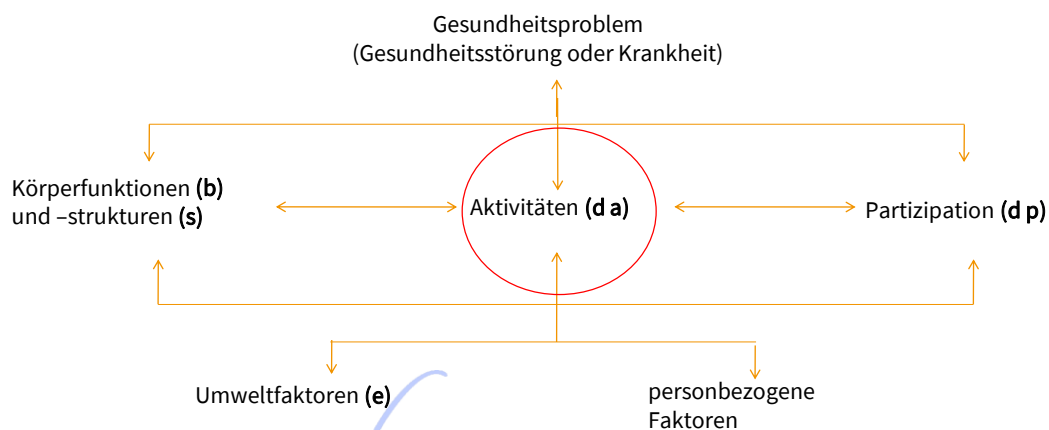 Gesundheitsproblem
(Gesundheitsstörung oder Krankheit)
Körperfunktionen (b)
und –strukturen (s)
Aktivitäten (d a)
Partizipation (d p)
Umweltfaktoren (e)
personbezogene
Faktoren